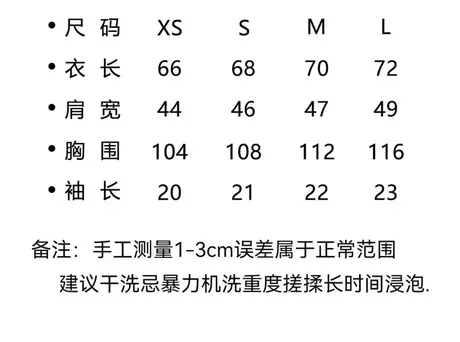 • 尺 码 XS S M L
• 衣 长 66 68 70 72
• 肩 宽 44 46 47 49
• 胸 围 104 108 112 116
• 袖 长 20 21 22 23
备注：手工测量1-3cm误差属于正常范围
建议干洗忌暴力机洗重度搓揉长时间浸泡.